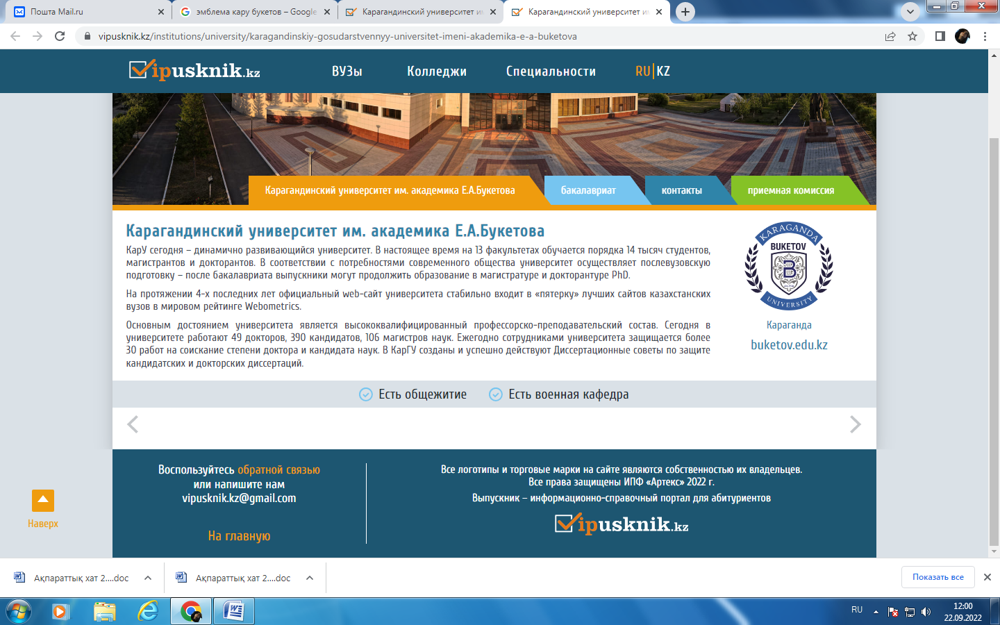 Пошта Mail.ru
эмблема кару букетов – Google
Карагандинский университет им
Карагандинский университет им
vipusknik.kz/institutions/university/karagandinskiy-gosudarstvennyy-universitet-imeni-akademika-e-a-buketova
Vipusknik.kz
ВУЗы
Колледжи
Специальности
RU|KZ
Карагандинский университет им. академика Е.А.Букетова
бакалавриат
контакты
приемная комиссия
Карагандинский университет им. академика Е.А.Букетова
КарУ сегодня – динамично развивающийся университет. В настоящее время на 13 факультетах обучается порядка 14 тысяч студентов,
магистрантов и докторантов. В соответствии с потребностями современного общества университет осуществляет послевузовскую
подготовку – после бакалавриата выпускники могут продолжить образование в магистратуре и докторантуре PhD.
На протяжении 4-х последних лет официальный web-сайт университета стабильно входит в «пятерку» лучших сайтов казахстанских
вузов в мировом рейтинге Webometrics.
Основным достоянием университета является высококвалифицированный профессорско-преподавательский состав. Сегодня в
университете работают 49 докторов, 390 кандидатов, 106 магистров наук. Ежегодно сотрудниками университета защищается более
30 работ на соискание степени доктора и кандидата наук. В КарГУ созданы и успешно действуют Диссертационные советы по защите
кандидатских и докторских диссертаций.
KARAGANDA
BUKETOV
B
UNIVERSITY
Караганда
buketov.edu.kz
Есть общежитие
Есть военная кафедра
Воспользуйтесь обратной связью
или напишите нам
vipusknik.kz@gmail.com
На главную
Все логотипы и торговые марки на сайте являются собственностью их владельцев.
Все права защищены ИПФ «Артекс» 2022 г.
Выпускник – информационно-справочный портал для абитуриентов
Vipusknik.kz
Наверх
Ақпараттық хат 2....doc
Ақпараттық хат 2....doc
Показать все
RU
12:00
22.09.2022